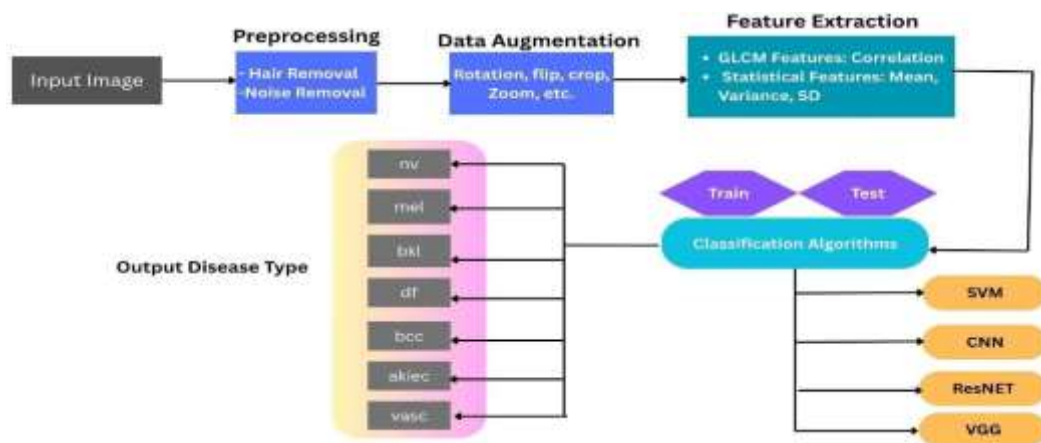 Preprocessing
Data Augmentation
Feature Extraction
Input Image
- Hair Removal
-Noise Removal
Rotation, flip, crop,
Zoom, etc.
• GLCM Features: Correlation
• Statistical Features: Mean,
Variance, SD
Train
Test
Classification Algorithms
SVM
CNN
ResNET
VGG
Output Disease Type
nv
mel
bkl
df
bcc
akiec
vasc